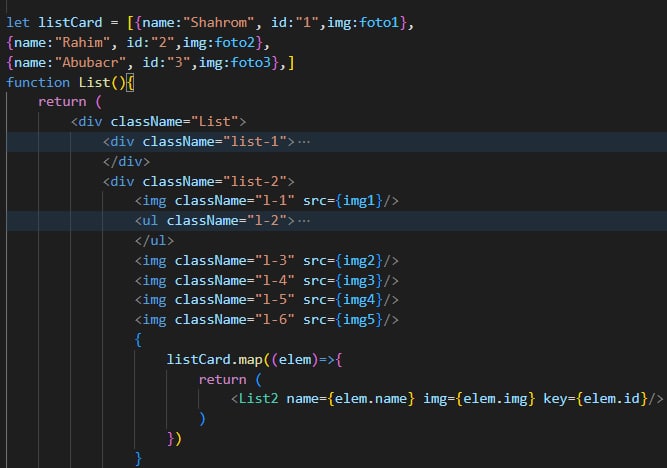 let listCard = [{name:"Shahrom", id:"1",img:foto1},
{name:"Rahim", id:"2",img:foto2},
{name:"Abubacr", id:"3",img:foto3},]
function List(){
    return (
        <div className="List">
            <div className="list-1">⋯
            </div>
            <div className="list-2">
                <img className="l-1" src={img1}/>
                <ul className="l-2">⋯
                </ul>
                <img className="l-3" src={img2}/>
                <img className="l-4" src={img3}/>
                <img className="l-5" src={img4}/>
                <img className="l-6" src={img5}/>
                {
                    listCard.map((elem)=>{
                        return (
                            <List2 name={elem.name} img={elem.img} key={elem.id}/>
                        )
                    })
                }